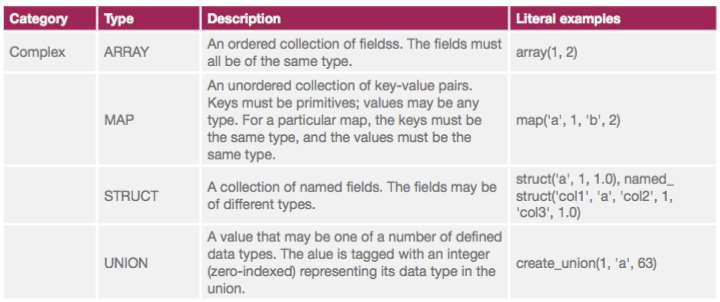 Category Type Description Literal examples
Complex ARRAY An ordered collection of fieldss. The fields must
all be of the same type. array(1, 2)
MAP An unordered collection of key-value pairs.
Keys must be primitives; values may be any
type. For a particular map, the keys must be
the same type, and the values must be the
same type. map('a', 1, 'b', 2)
STRUCT A collection of named fields. The fields may be
of different types. struct('a', 1, 1.0), named_
struct('col1', 'a', 'col2', 1,
'col3', 1.0)
UNION A value that may be one of a number of defined
data types. The alue is tagged with an integer
(zero-indexed) representing its data type in the
union. create_union(1, 'a', 63)